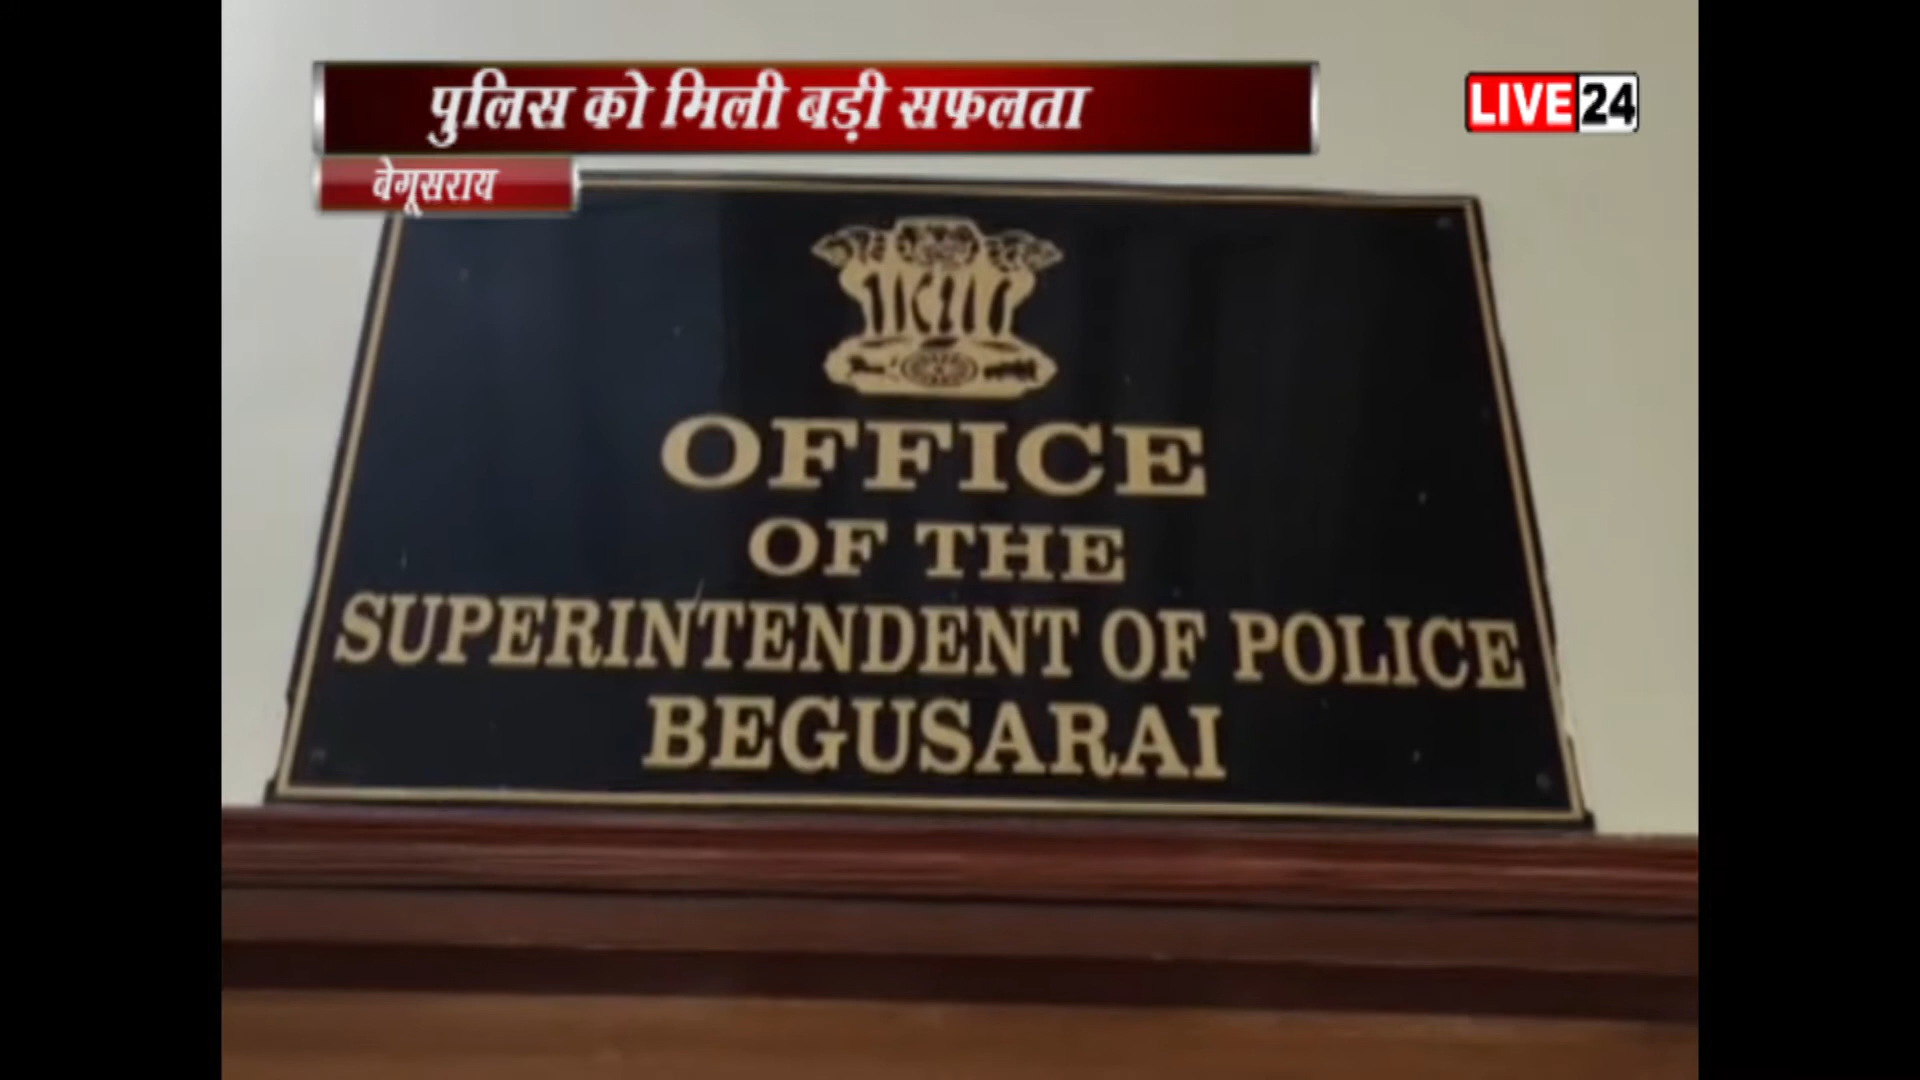 पुलिस को मिली बड़ी सफलता
LIVE24
वेगूसराय
OFFICE
OF THE
SUPERINTENDENT OF POLICE
BEGUSARAI